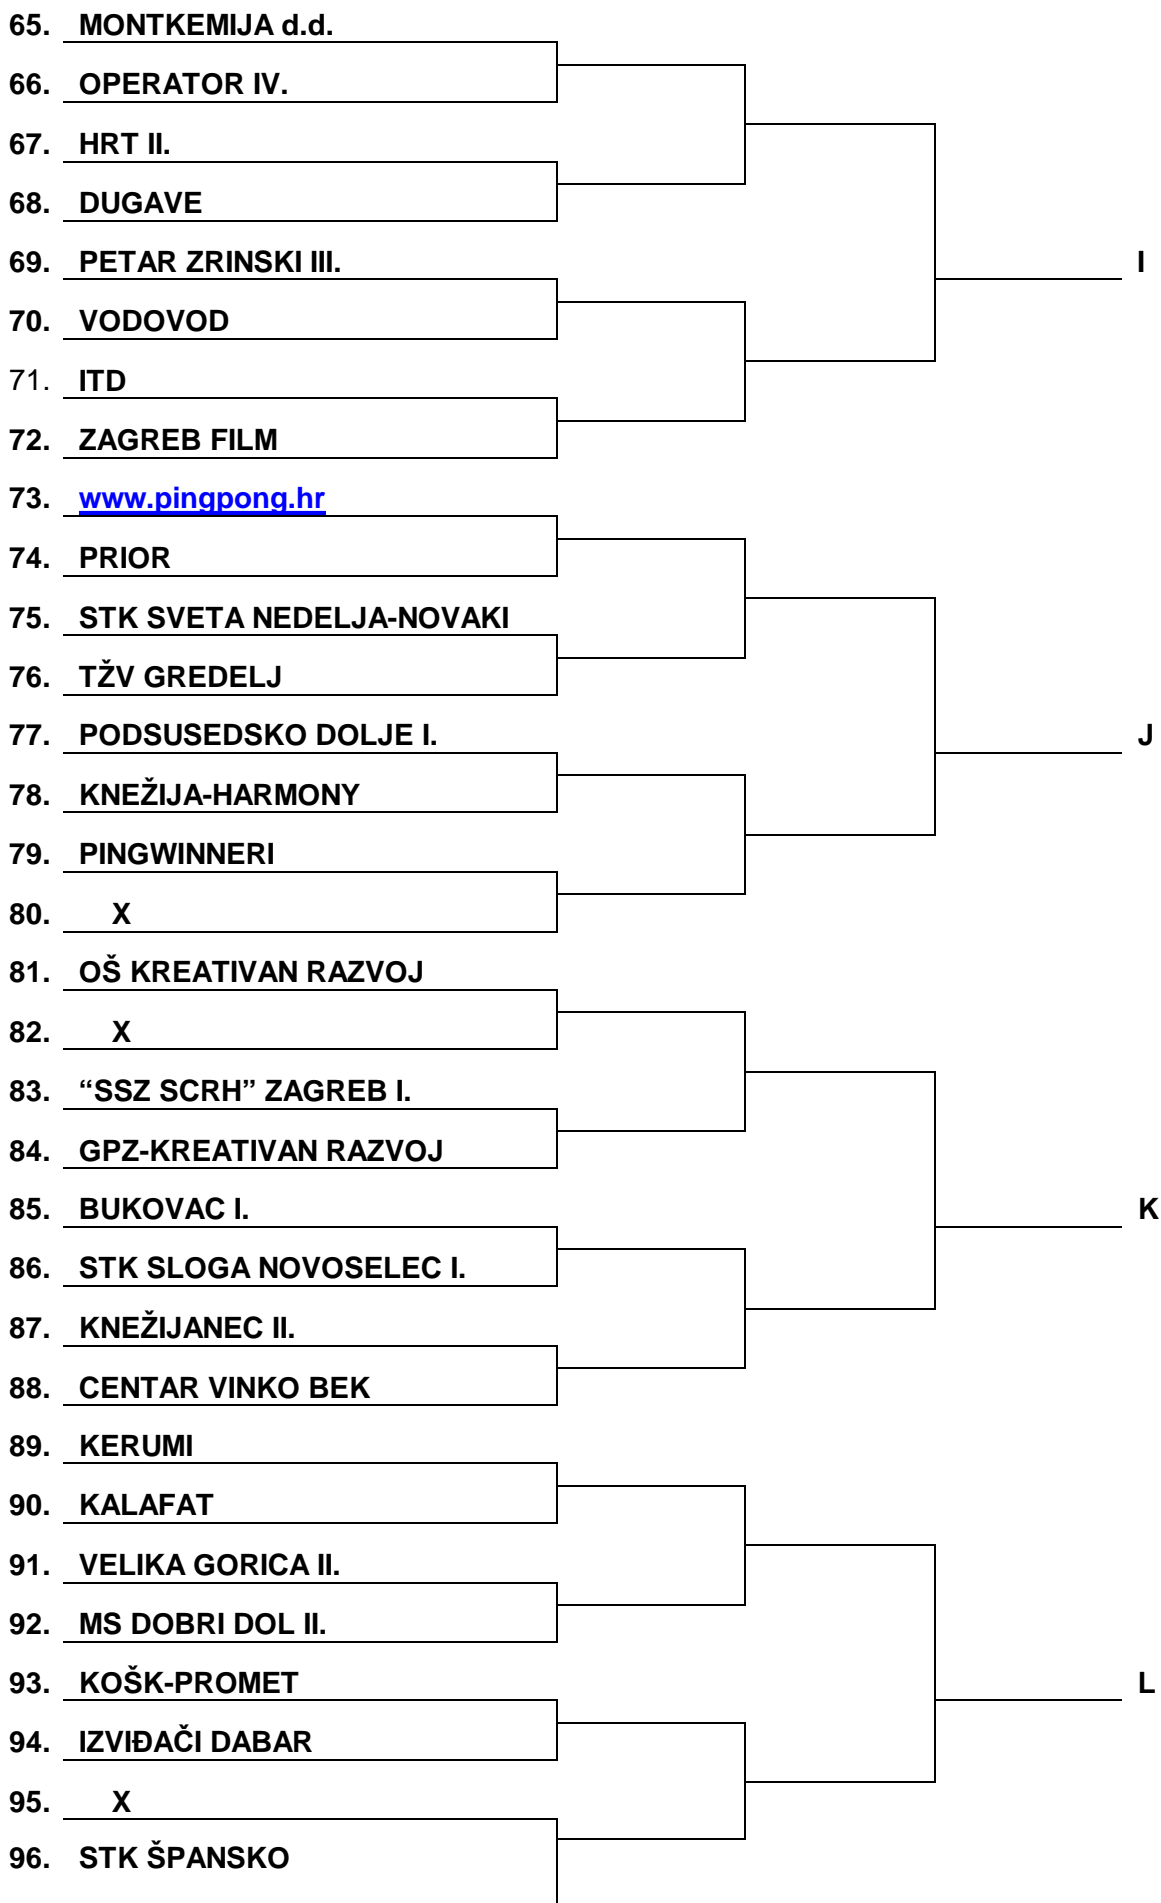 65. MONTKEMIJA d.d.
66. OPERATOR IV.
67. HRT II.
68. DUGAVE
69. PETAR ZRINSKI III.
I
70. VODOVOD
71. ITD
72. ZAGREB FILM
73. www.pingpong.hr
74. PRIOR
75. STK SVETA NEDELJA-NOVAKI
76. TŽV GREDELJ
77. PODSUSEDSKO DOLJE I.
J
78. KNEŽIJA-HARMONY
79. PINGWINNERI
80. X
81. OŠ KREATIVAN RAZVOJ
82. X
83. “SSZ SCRH” ZAGREB I.
84. GPZ-KREATIVAN RAZVOJ
85. BUKOVAC I.
K
86. STK SLOGA NOVOSELEC I.
87. KNEŽIJANEC II.
88. CENTAR VINKO BEK
89. KERUMI
90. KALAFAT
91. VELIKA GORICA II.
92. MS DOBRI DOL II.
93. KOŠK-PROMET
L
94. IZVIĐAČI DABAR
95. X
96. STK ŠPANSKO